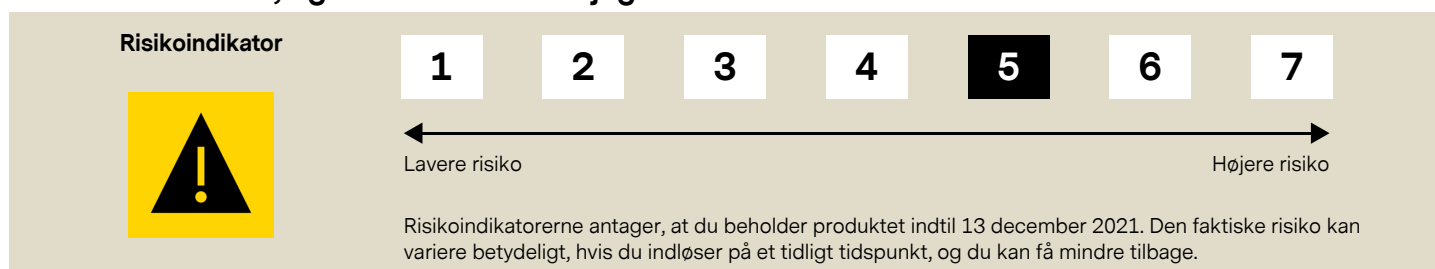 Risikoindikator
1 2 3 4 5 6 7
Lavere risiko Højere risiko
Risikoindikatorerne antager, at du beholder produktet indtil 13 december 2021. Den faktiske risiko kan
variere betydeligt, hvis du indløser på et tidligt tidspunkt, og du kan få mindre tilbage.